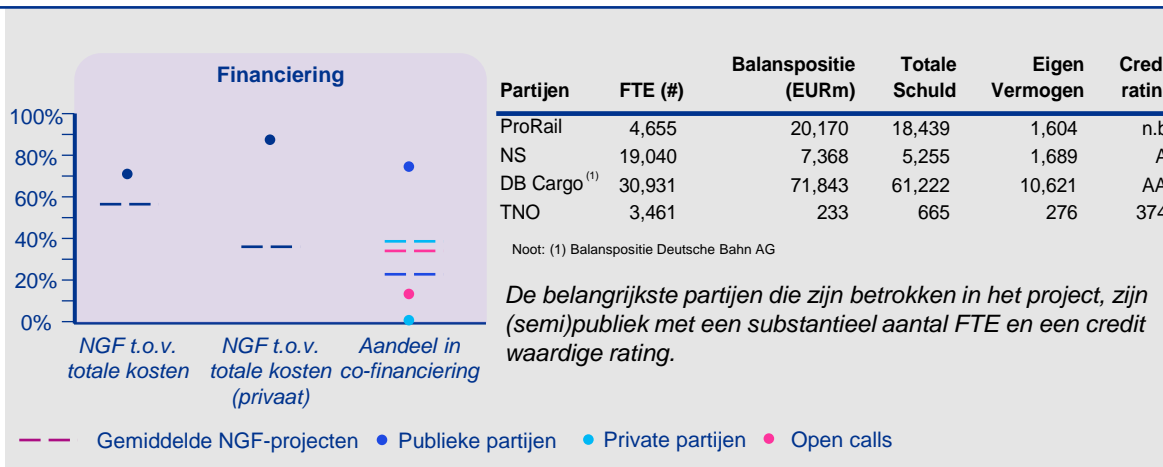 Financiering
100%
80%
60%
40%
20%
0%
NGF t.o.v. totale kosten
NGF t.o.v. totale kosten (privaat)
Aandeel in co-financiering
Gemiddelde NGF-projecten Publieke partijen Private partijen Open calls
Partijen FTE (#) Balanspositie (EURm) Totale Schuld Eigen Vermogen Cred ratin
ProRail 4,655 20,170 18,439 1,604 n.b
NS 19,040 7,368 5,255 1,689 A
DB Cargo (1) 30,931 71,843 61,222 10,621 AA
TNO 3,461 233 665 276 374
Noot: (1) Balanspositie Deutsche Bahn AG
De belangrijkste partijen die zijn betrokken in het project, zijn
(semi)publiek met een substantieel aantal FTE en een credit
waardige rating.